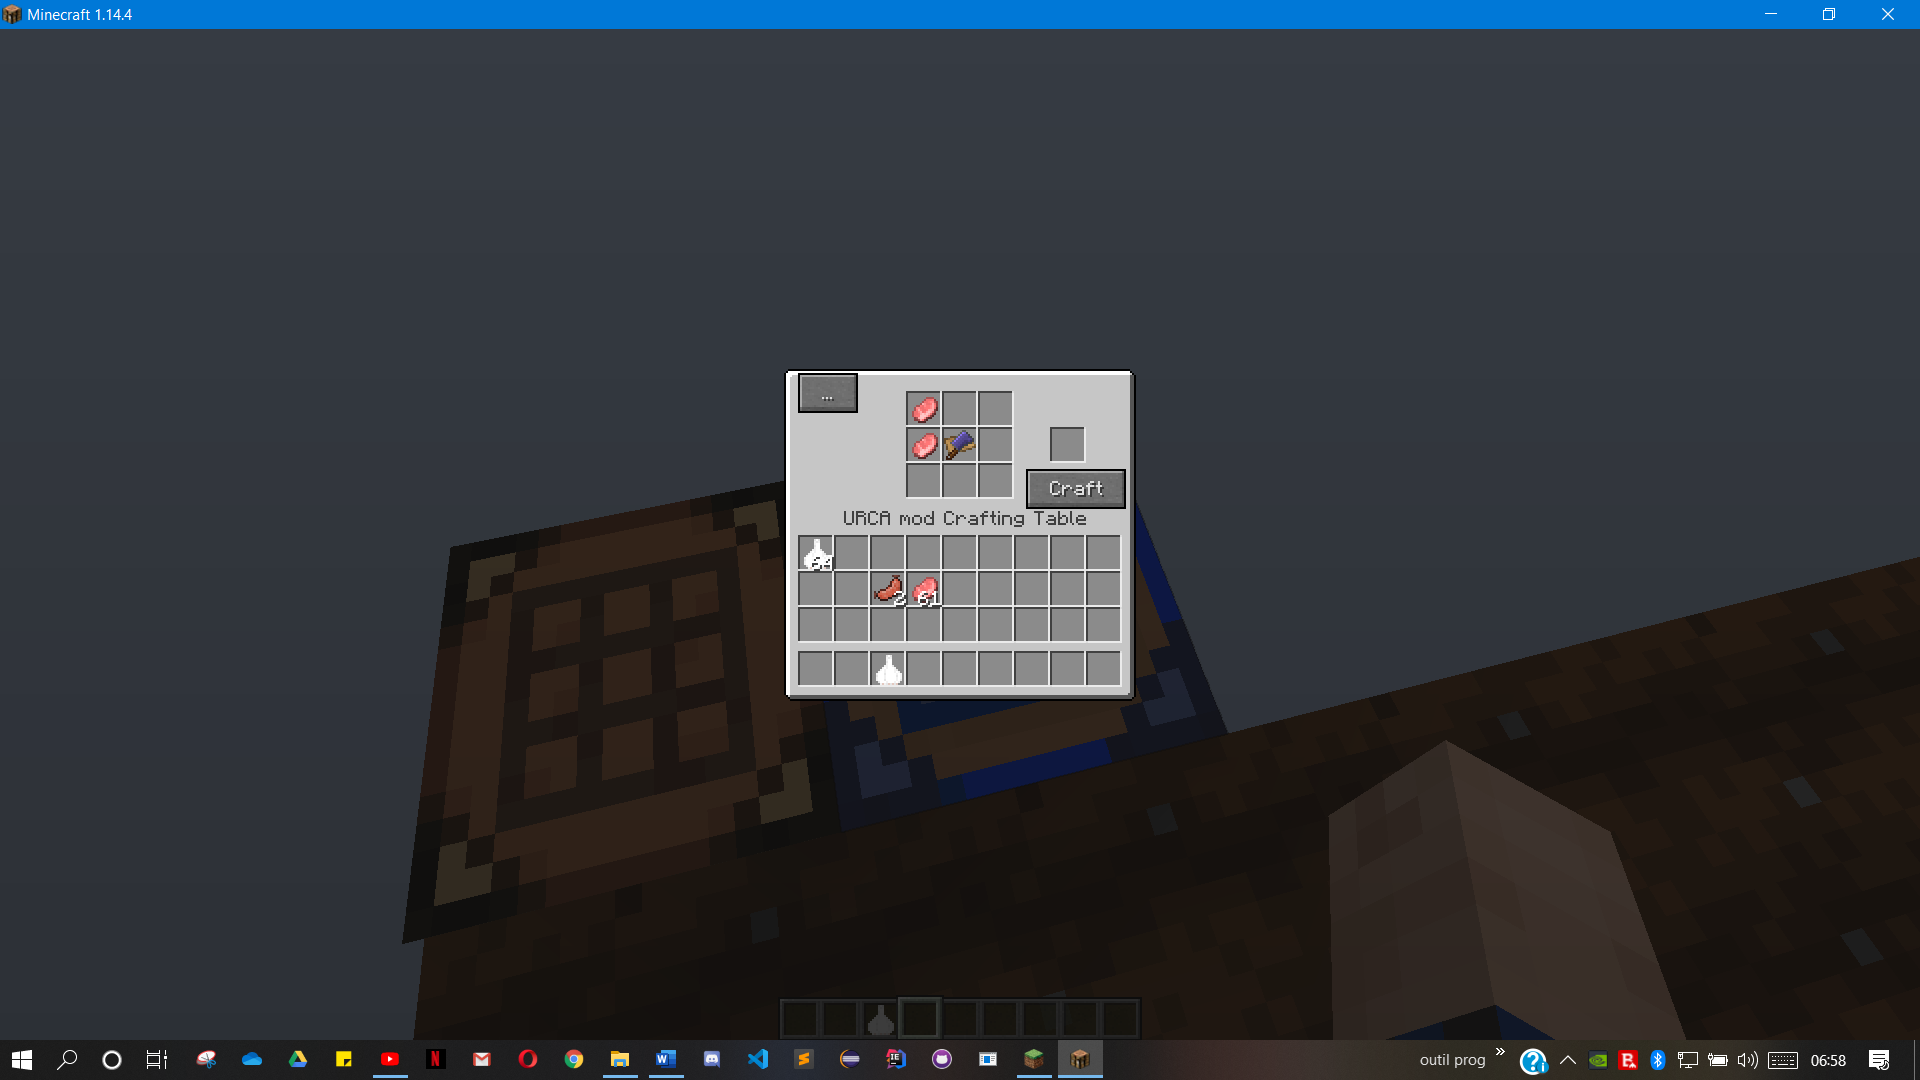 Minecraft 1.14.4
...
Craft
URCA mod Crafting Table
64
2
61
outil prog
06:58